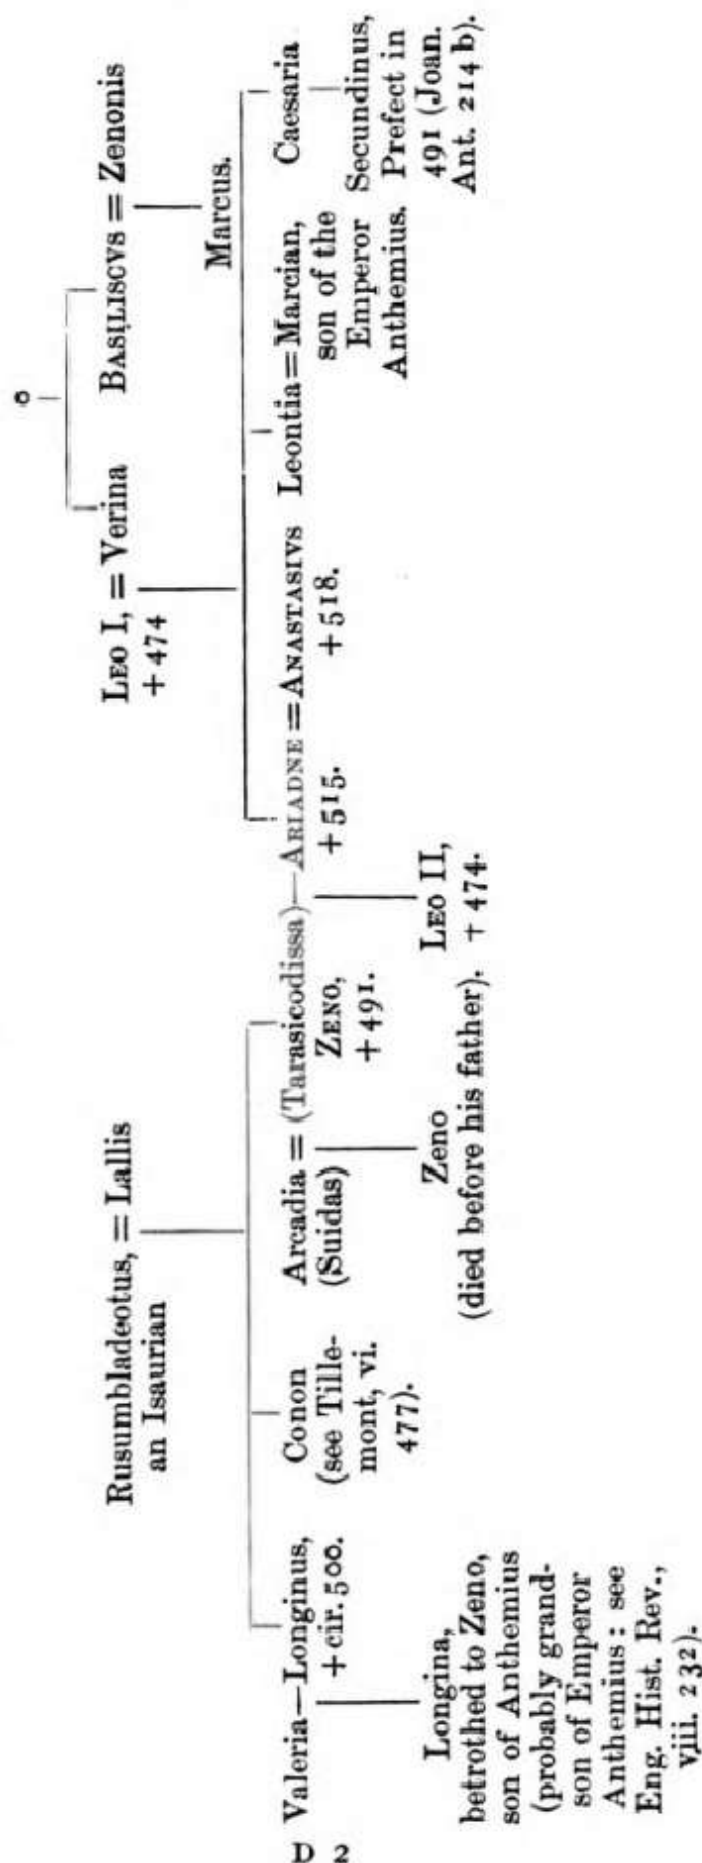 o
Rusumbladeotus, = Lallis
an Isaurian
LEO I, = Verina
+ 474
BASILISCVS = Zenonis
Marcus.
Valeria—Longinus,
+ cir. 500.
Conon
(see Tille-
mont, vi.
477).
Arcadia = (Tarasicodissa)—ARIADNE = ANASTASIVS
(Suidas)
ZENO,
+ 491.
+ 515.
+ 518.
Leontia = Marcian,
son of the
Emperor
Anthemius.
Caesaria
Secundinus,
Prefect in
491 (Joan.
Ant. 214 b).
Longina,
betrothed to Zeno,
son of Anthemius
(probably grand-
son of Emperor
Anthemius: see
Eng. Hist. Rev.,
viii. 232).
Zeno
(died before his father).
LEO II,
† 474.
D 2